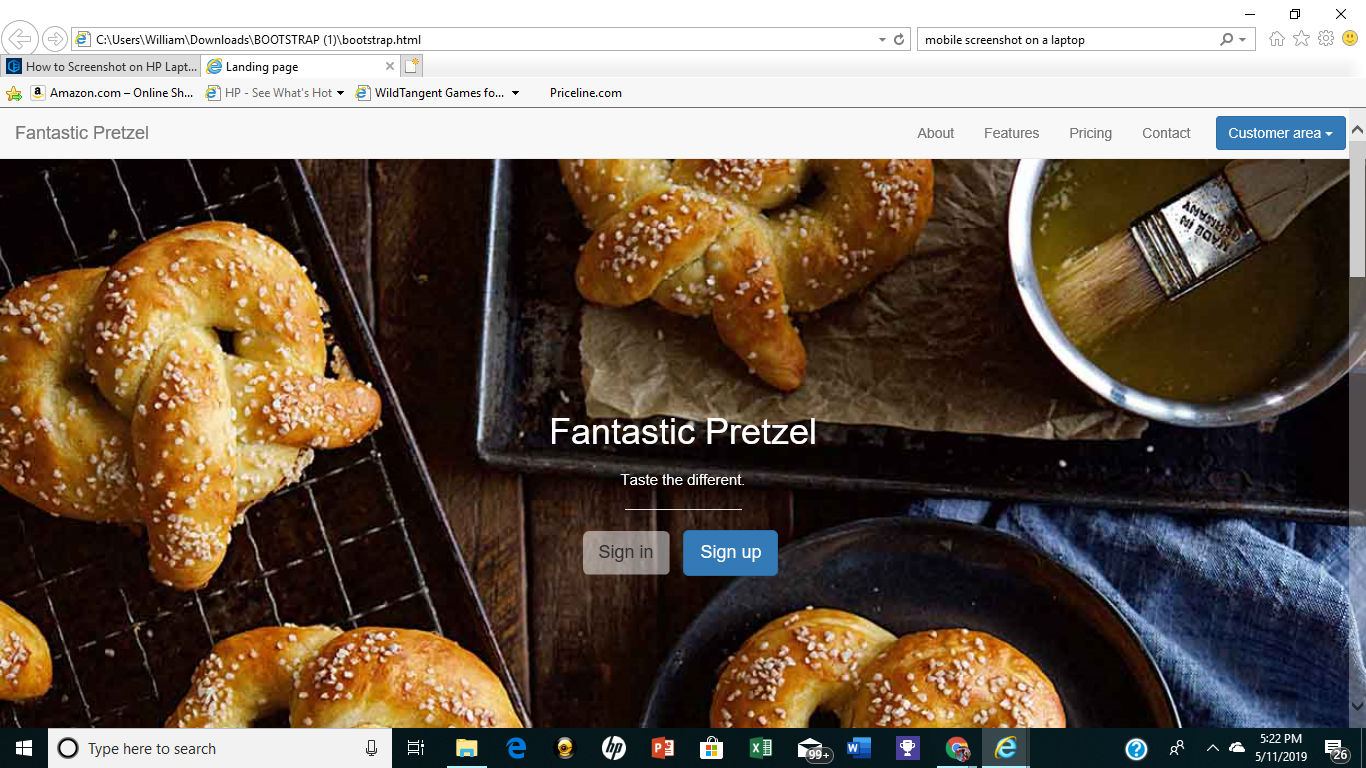 C:\Users\William\Downloads\BOOTSTRAP (1)\bootstrap.html
mobile screenshot on a laptop
How to Screenshot on HP Lapt...
Landing page
Amazon.com – Online Sh...
HP - See What's Hot
WildTangent Games fo...
Priceline.com
Fantastic Pretzel
About
Features
Pricing
Contact
Customer area
MADE IN
GERMANY
Fantastic Pretzel
Taste the different.
Sign in
Sign up
Type here to search
99+
5:22 PM
5/11/2019
26